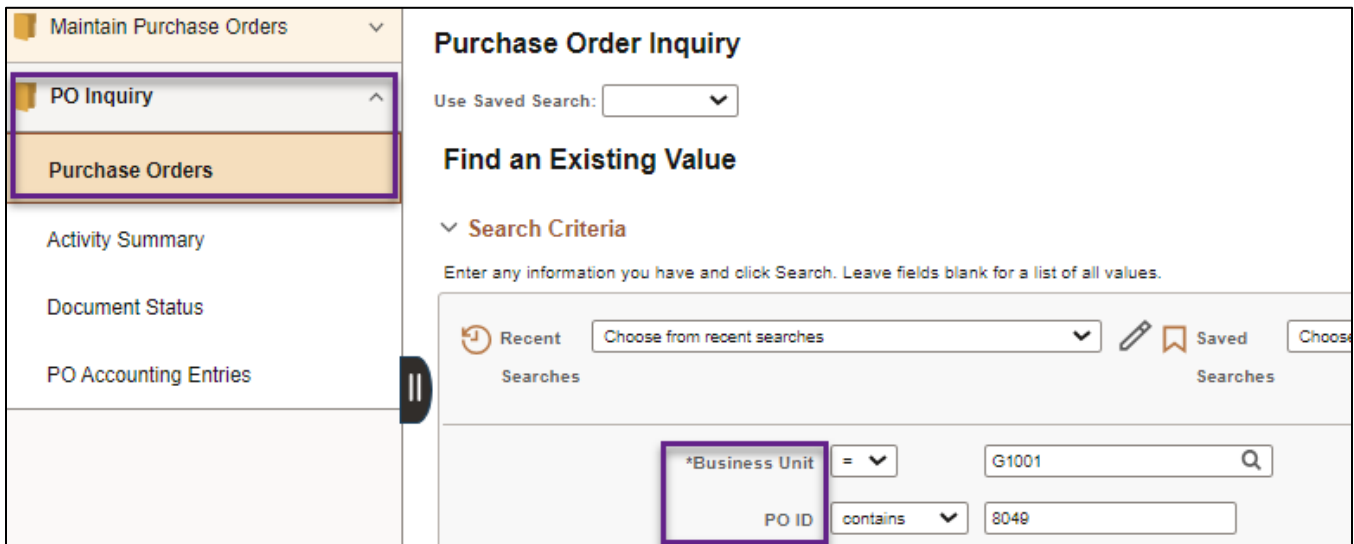 Maintain Purchase Orders
PO Inquiry
Purchase Orders
Activity Summary
Document Status
PO Accounting Entries
Purchase Order Inquiry
Use Saved Search:
Find an Existing Value
Search Criteria
Enter any information you have and click Search. Leave fields blank for a list of all values.
Recent Searches
Choose from recent searches
Saved Searches
Choose
*Business Unit = G1001
PO ID contains 8049